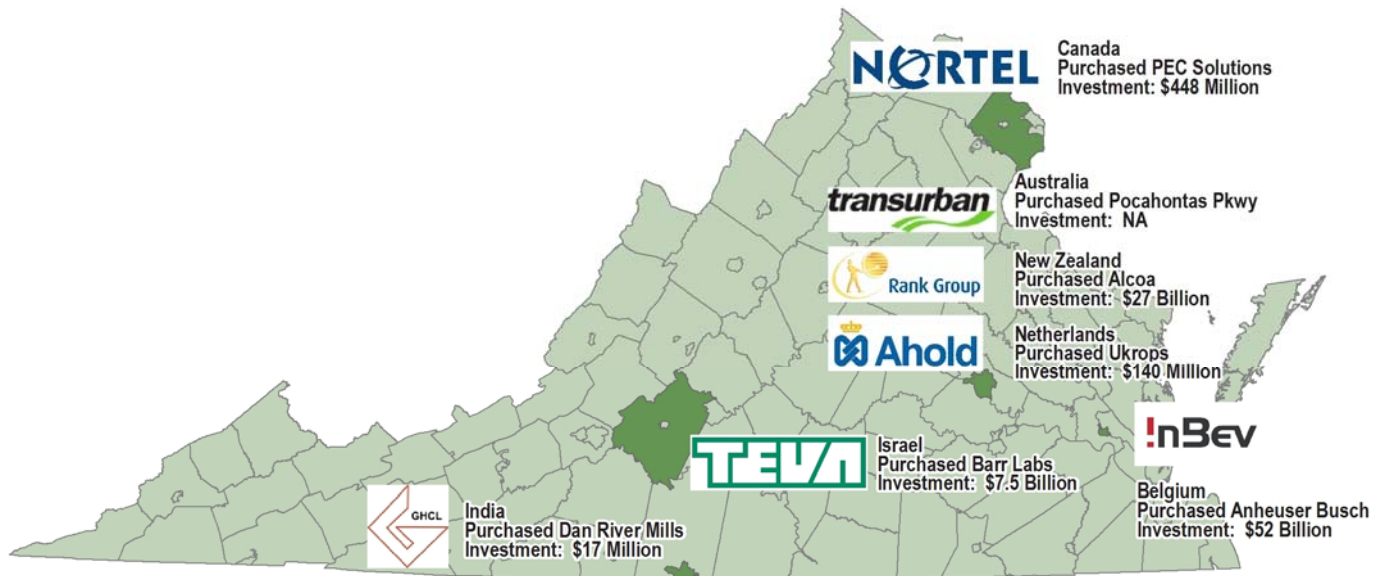 NORTEL
Canada
Purchased PEC Solutions
Investment: $448 Million
transurban
Australia
Purchased Pocahontas Pkwy
Investment: NA
Rank Group
New Zealand
Purchased Alcoa
Investment: $27 Billion
Ahold
Netherlands
Purchased Ukrops
Investment: $140 Million
InBev
Belgium
Purchased Anheuser Busch
Investment: $52 Billion
TEVA
Israel
Purchased Barr Labs
Investment: $7.5 Billion
GHCL
India
Purchased Dan River Mills
Investment: $17 Million